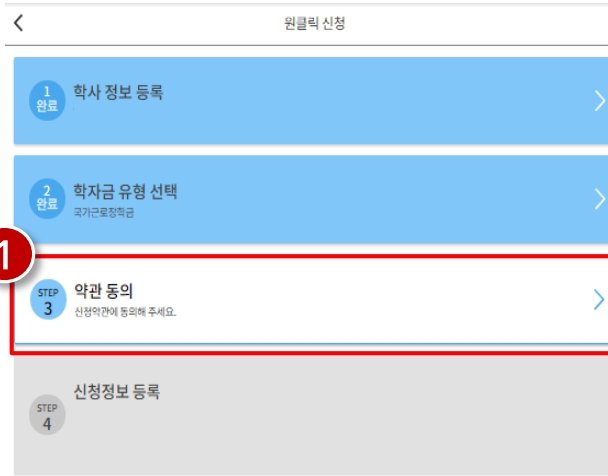 원클릭 신청
1
완료
학사 정보 등록
2
완료
학자금 유형 선택
국가근로장학금
1
STEP
3
약관 동의
신청약관에 동의해 주세요.
STEP
4
신청정보 등록